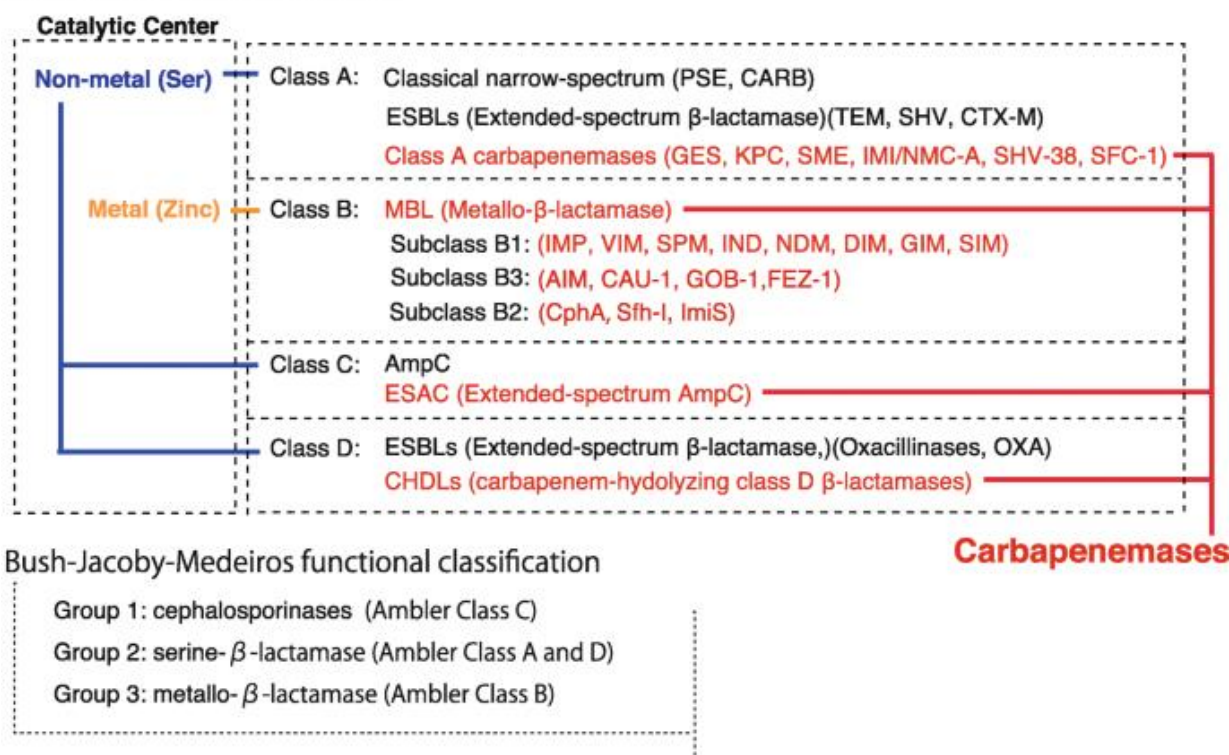 Catalytic Center
Non-metal (Ser)
Class A: Classical narrow-spectrum (PSE, CARB)
ESBLs (Extended-spectrum β-lactamase)(TEM, SHV, CTX-M)
Class A carbapenemases (GES, KPC, SME, IMI/NMC-A, SHV-38, SFC-1)
Metal (Zinc)
Class B: MBL (Metallo-β-lactamase)
Subclass B1: (IMP, VIM, SPM, IND, NDM, DIM, GIM, SIM)
Subclass B3: (AIM, CAU-1, GOB-1,FEZ-1)
Subclass B2: (CphA, Sfh-I, ImiS)
Class C: AmpC
ESAC (Extended-spectrum AmpC)
Class D: ESBLs (Extended-spectrum β-lactamase,)(Oxacillinases, OXA)
CHDLs (carbapenem-hydolyzing class D β-lactamases)
Carbapenemases
Bush-Jacoby-Medeiros functional classification
Group 1: cephalosporinases (Ambler Class C)
Group 2: serine-β-lactamase (Ambler Class A and D)
Group 3: metallo-β-lactamase (Ambler Class B)